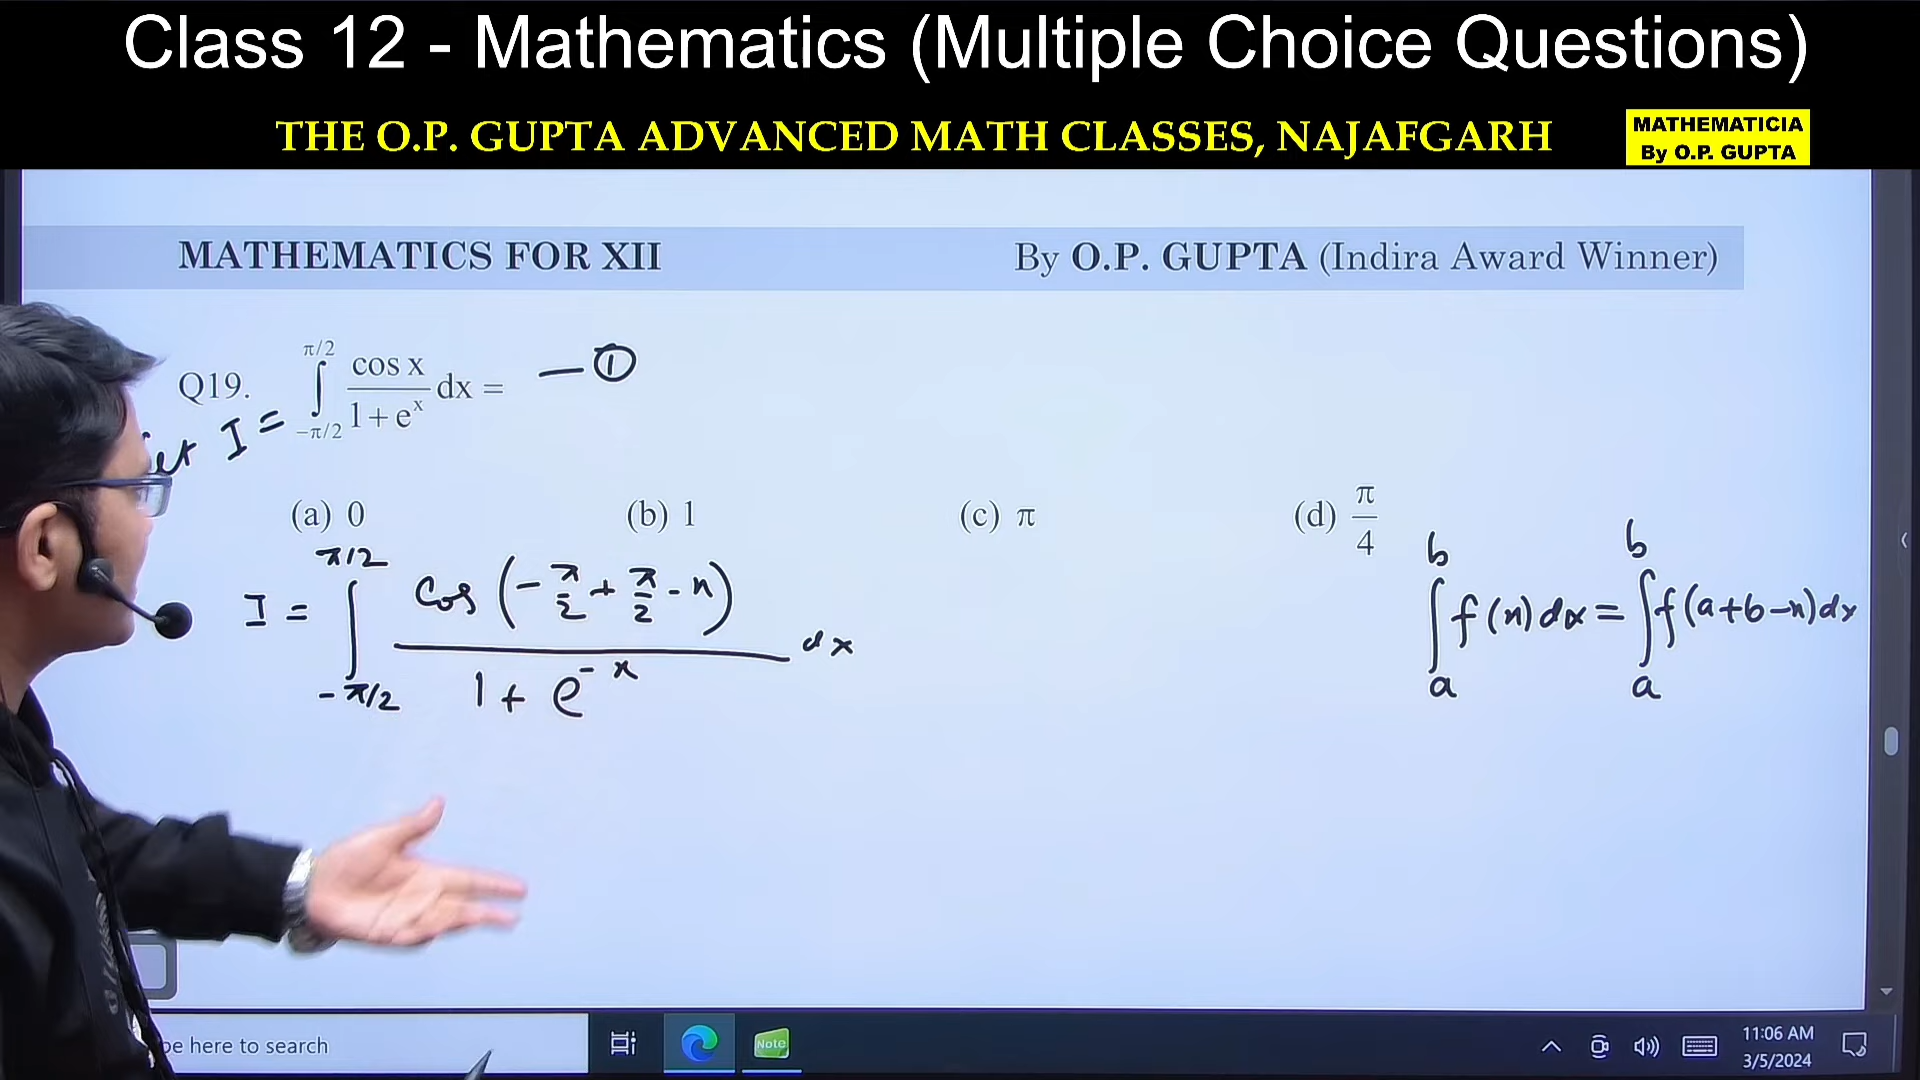 Class 12 - Mathematics (Multiple Choice Questions)
THE O.P. GUPTA ADVANCED MATH CLASSES, NAJAFGARH
MATHEMATICIA
By O.P. GUPTA
MATHEMATICS FOR XII By O.P. GUPTA (Indira Award Winner)
Q19. ∫_{-π/2}^{π/2} cos x / (1 + e^x) dx = — ①
I =
(a) 0 (b) 1 (c) π (d) π/4
I = ∫_{-π/2}^{π/2} cos(-π/2 + π/2 - x) / (1 + e^{-x}) dx
∫_a^b f(x) dx = ∫_a^b f(a+b-x) dx
here to search
Note
11:06 AM
3/5/2024